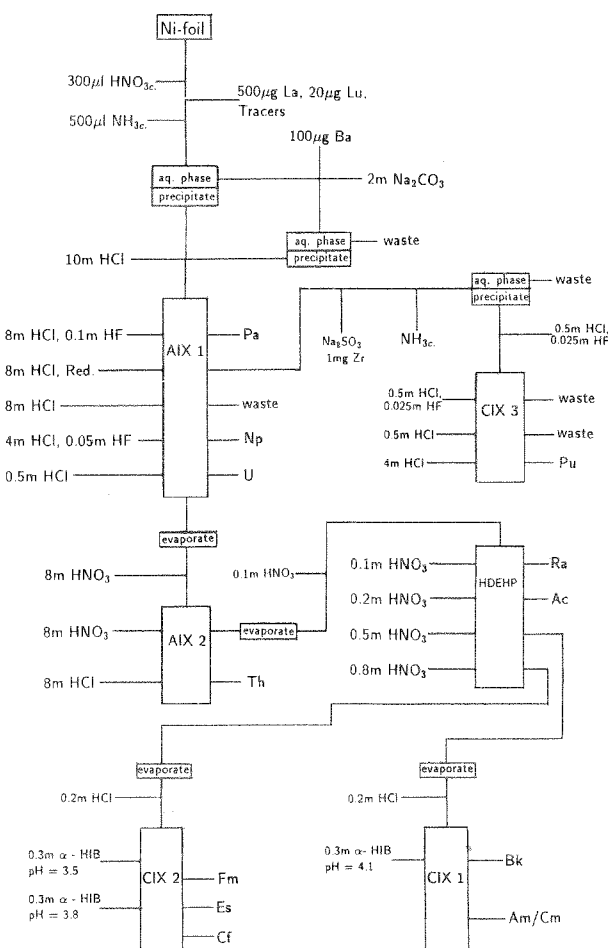 Ni-foil
300μl HNO3c.
500μg La, 20μg Lu,
Tracers
500μl NH3c.
100μg Ba
aq. phase
precipitate
2m Na2CO3
aq. phase
precipitate
waste
10m HCl
aq. phase
precipitate
waste
AIX 1
8m HCl, 0.1m HF
Pa
Na2SO3
1mg Zr
NH3c.
0.5m HCl,
0.025m HF
8m HCl, Red.
8m HCl
waste
4m HCl, 0.05m HF
Np
0.5m HCl
U
CIX 3
0.5m HCl,
0.025m HF
waste
0.5m HCl
waste
4m HCl
Pu
evaporate
8m HNO3
0.1m HNO3
AIX 2
8m HNO3
evaporate
8m HCl
Th
HDEHP
0.1m HNO3
Ra
0.2m HNO3
Ac
0.5m HNO3
0.8m HNO3
evaporate
0.2m HCl
CIX 2
0.3m α - HIB
pH = 3.5
Fm
0.3m α - HIB
pH = 3.8
Es
Cf
evaporate
0.2m HCl
CIX 1
0.3m α- HIB
pH = 4.1
Bk
Am/Cm